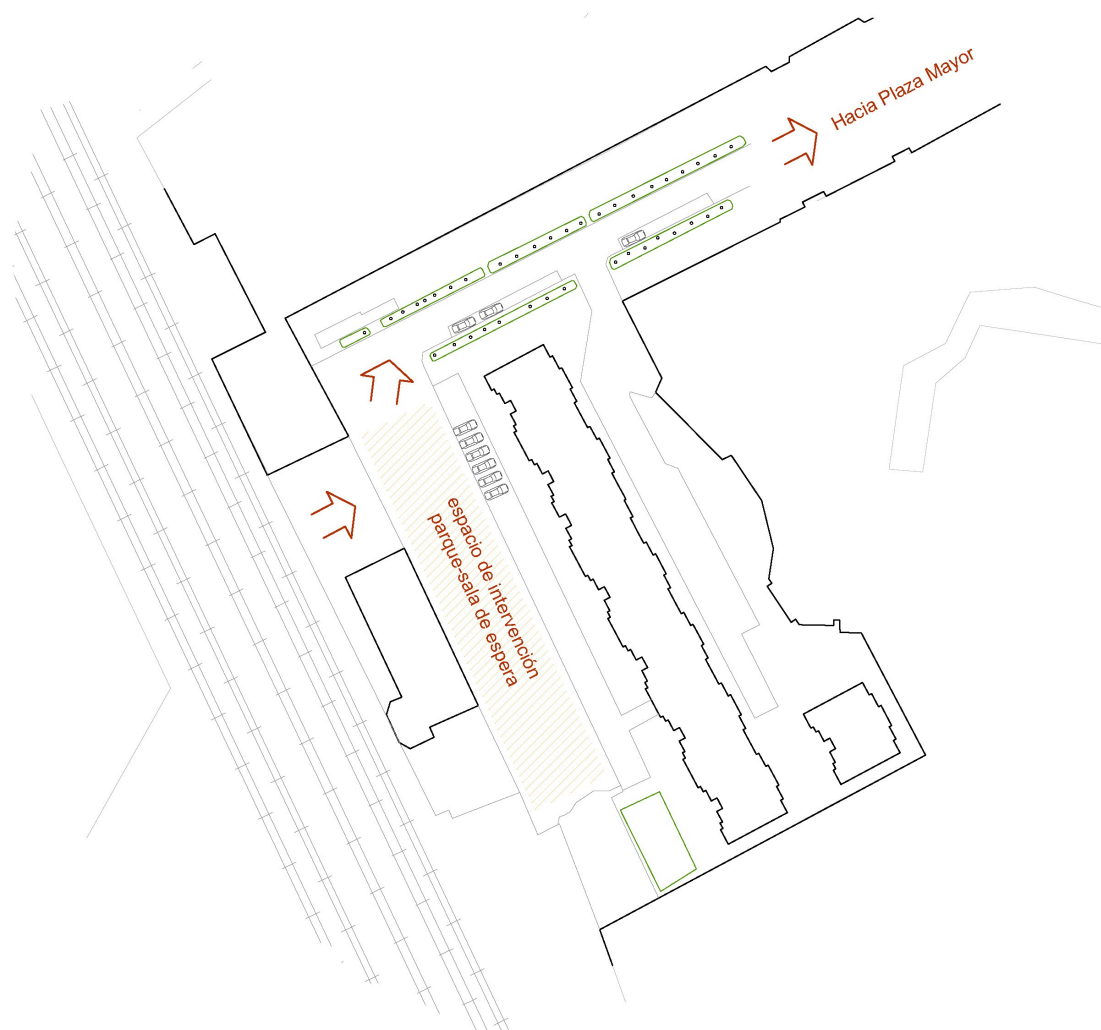 Hacia Plaza Mayor
espacio de intervención
parque-sala de espera